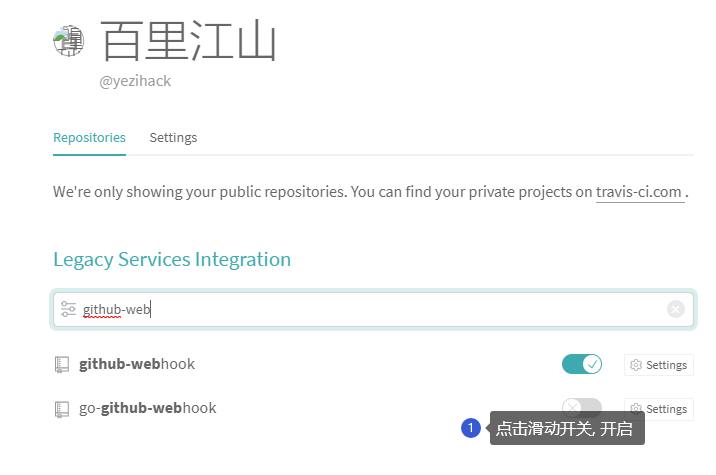 百里江山
@yezihack
Repositories Settings
We're only showing your public repositories. You can find your private projects on travis-ci.com .
Legacy Services Integration
github-web
github-webhook Settings
go-github-webhook Settings
1 点击滑动开关, 开启